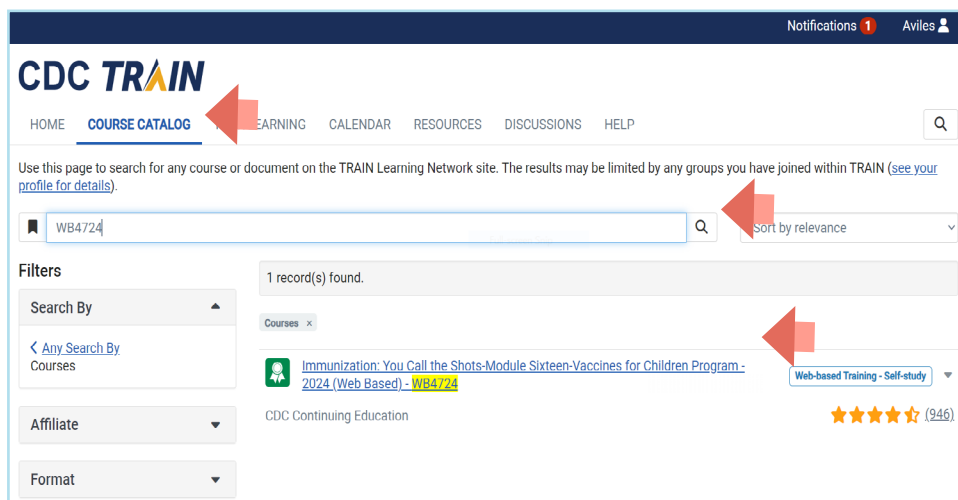 Notifications 1 Aviles
CDC TRAIN
HOME COURSE CATALOG EARNING CALENDAR RESOURCES DISCUSSIONS HELP
Use this page to search for any course or document on the TRAIN Learning Network site. The results may be limited by any groups you have joined within TRAIN (see your
profile for details).
WB4724
Sort by relevance
Filters
1 record(s) found.
Search By
Courses ×
Any Search By
Courses
Immunization: You Call the Shots-Module Sixteen-Vaccines for Children Program -
2024 (Web Based) - WB4724
Web-based Training - Self-study
CDC Continuing Education
(946)
Affiliate
Format